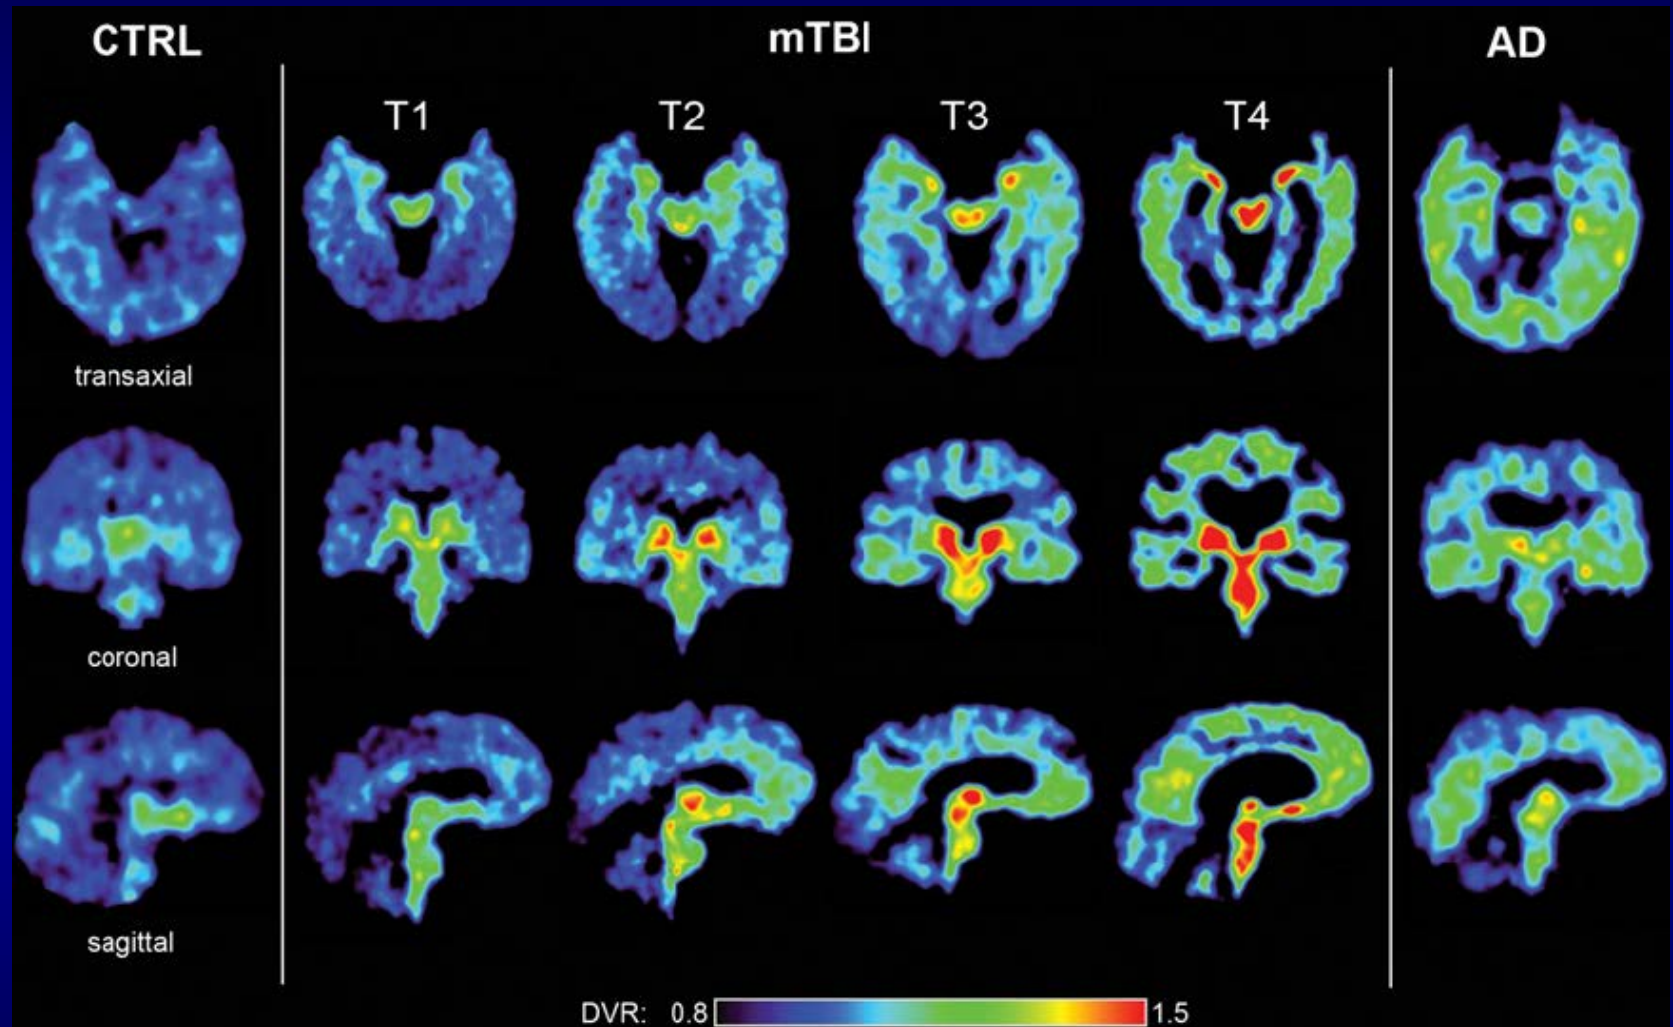 CTRL
mTBI
AD
T1
T2
T3
T4
transaxial
coronal
sagittal
DVR: 0.8 1.5